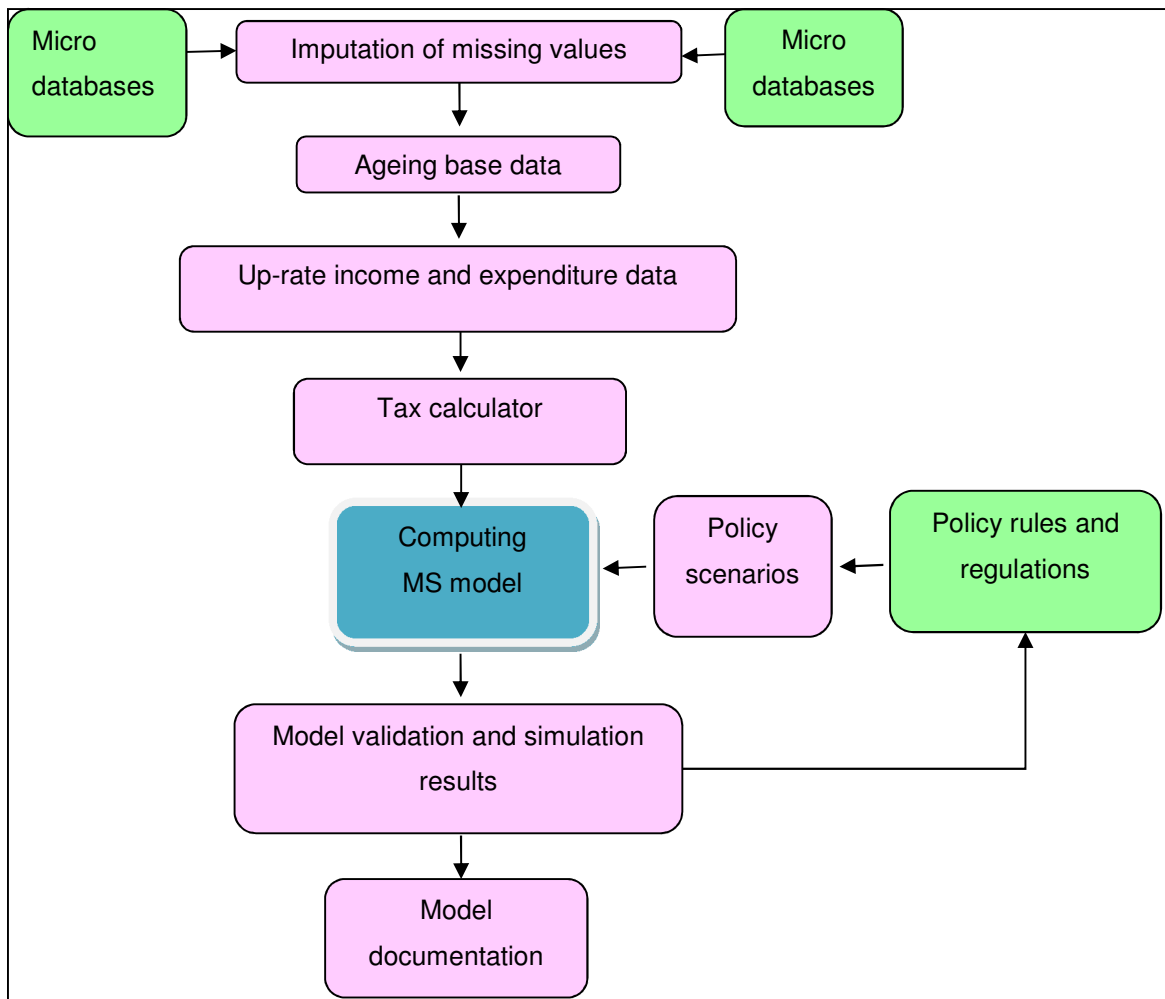 Micro
databases
Imputation of missing values
Micro
databases
Ageing base data
Up-rate income and expenditure data
Tax calculator
Computing
MS model
Policy
scenarios
Policy rules and
regulations
Model validation and simulation
results
Model
documentation